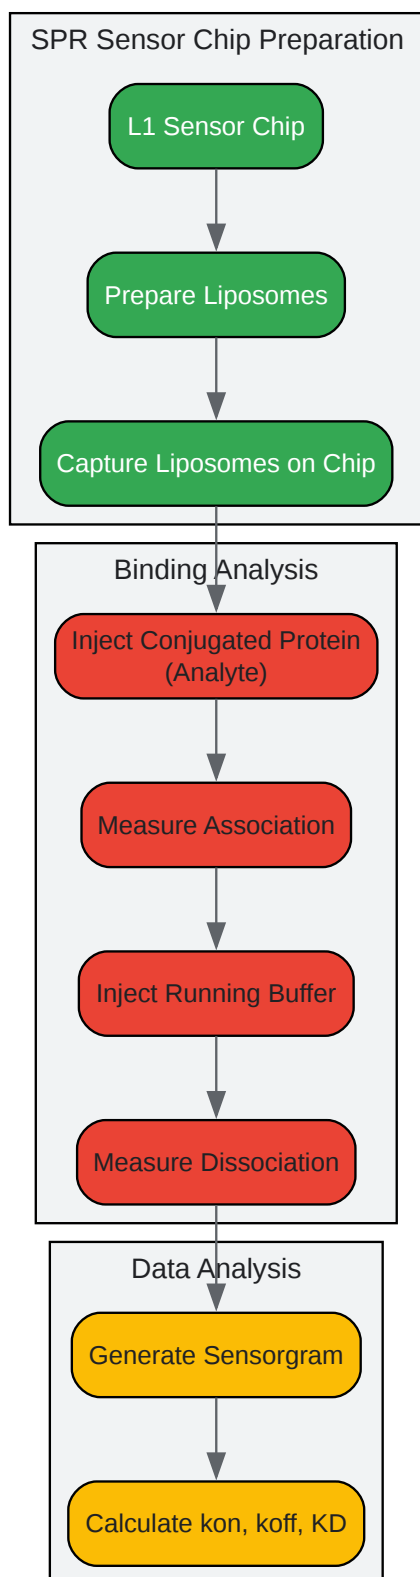 SPR Sensor Chip Preparation
L1 Sensor Chip
Prepare Liposomes
Capture Liposomes on Chip
Binding Analysis
Inject Conjugated Protein
(Analyte)
Measure Association
Inject Running Buffer
Measure Dissociation
Data Analysis
Generate Sensorgram
Calculate kon, koff, KD